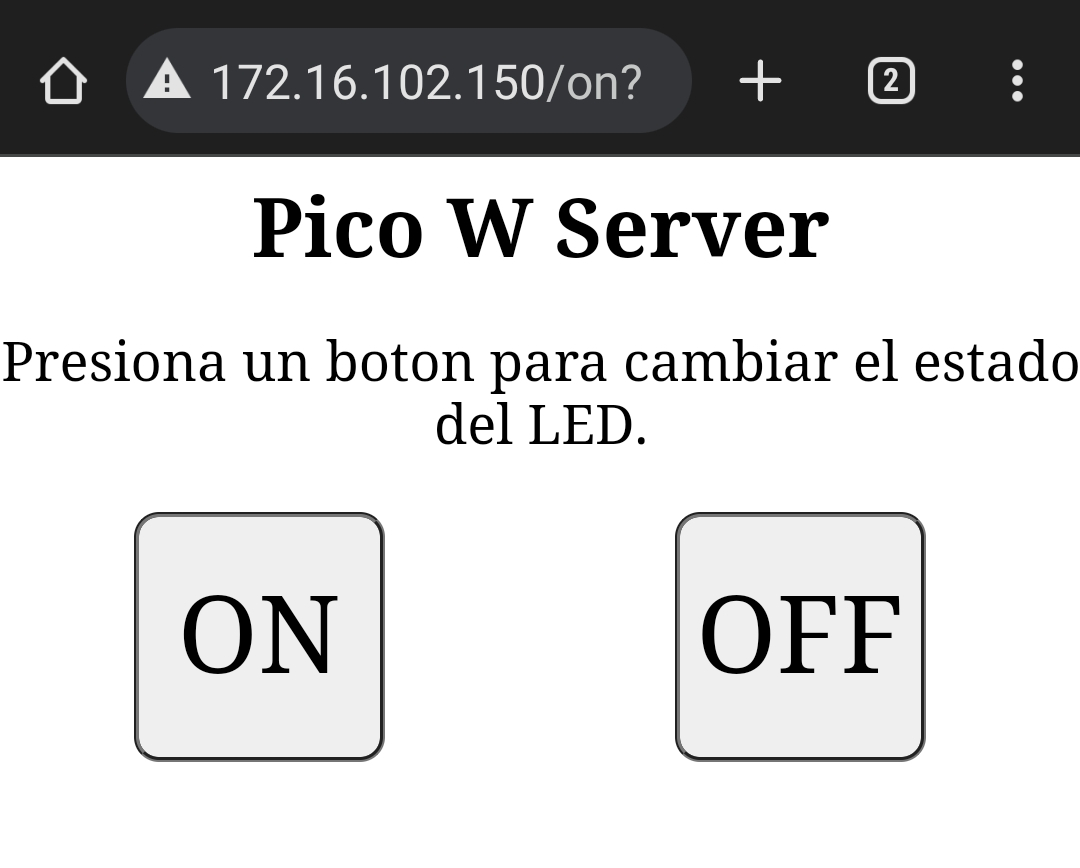 172.16.102.150/on?
2
Pico W Server
Presiona un boton para cambiar el estado
del LED.
ON OFF